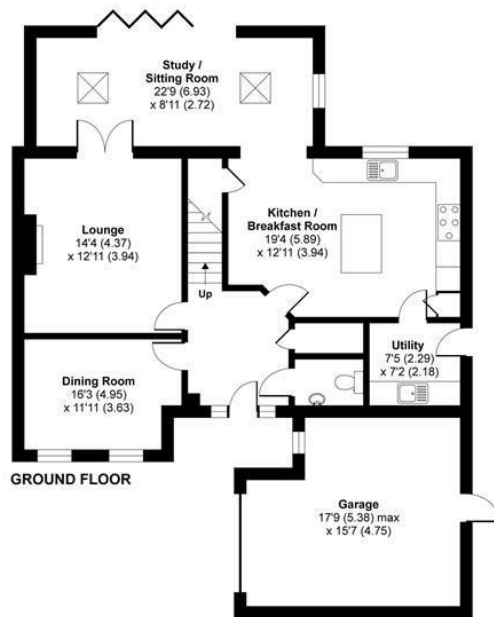 Study /
Sitting Room
22'9 (6.93)
x 8'11 (2.72)
Kitchen /
Breakfast Room
19'4 (5.89)
x 12'11 (3.94)
Lounge
14'4 (4.37)
x 12'11 (3.94)
Up
Utility
7'5 (2.29)
x 7'2 (2.18)
Dining Room
16'3 (4.95)
x 11'11 (3.63)
GROUND FLOOR
Garage
17'9 (5.38) max
x 15'7 (4.75)